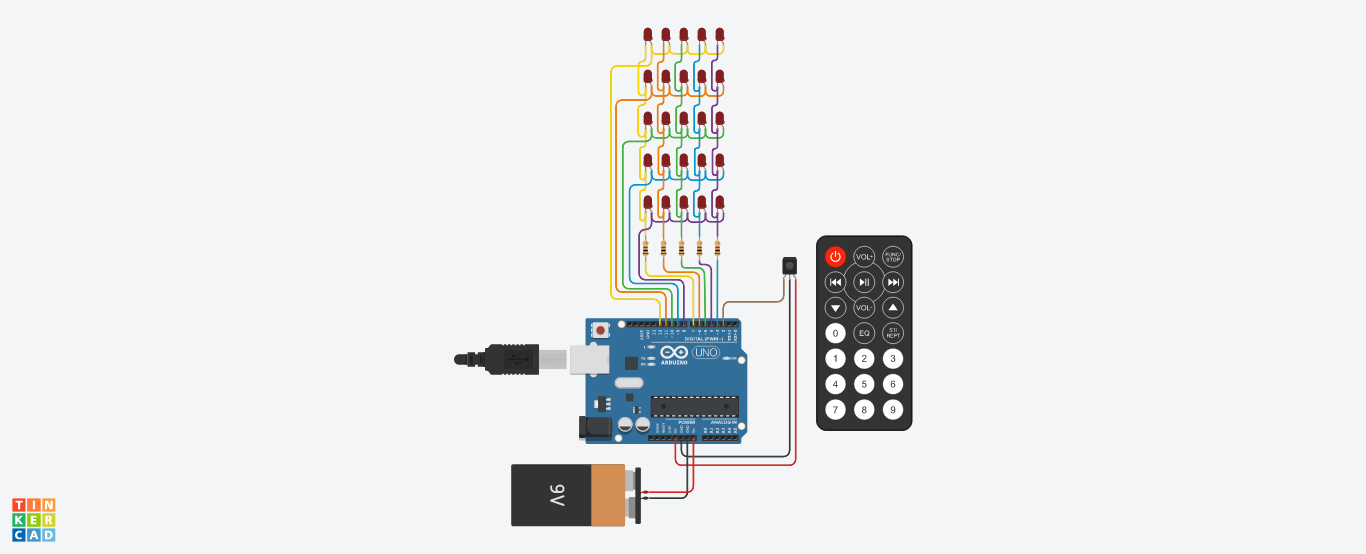 VOL+
FUNC/
STOP
VOL-
0
EQ
ST/
REPT
1
2
3
4
5
6
7
8
9
DIGITAL (PWM~)
UNO
ARDUINO
POWER
ANALOG IN
9V
TIN
KER
CAD